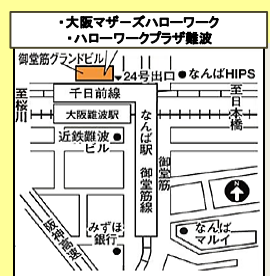 ・大阪マザーズハローワーク
・ハローワークプラザ難波
御堂筋グランドビル
24号出口
なんばHIPS
至桜川
千日前線
至日本橋
大阪難波駅
近鉄難波
ビル
なんば駅 御堂筋線
御堂筋
阪神高速
みずほ
銀行
なんば
マルイ